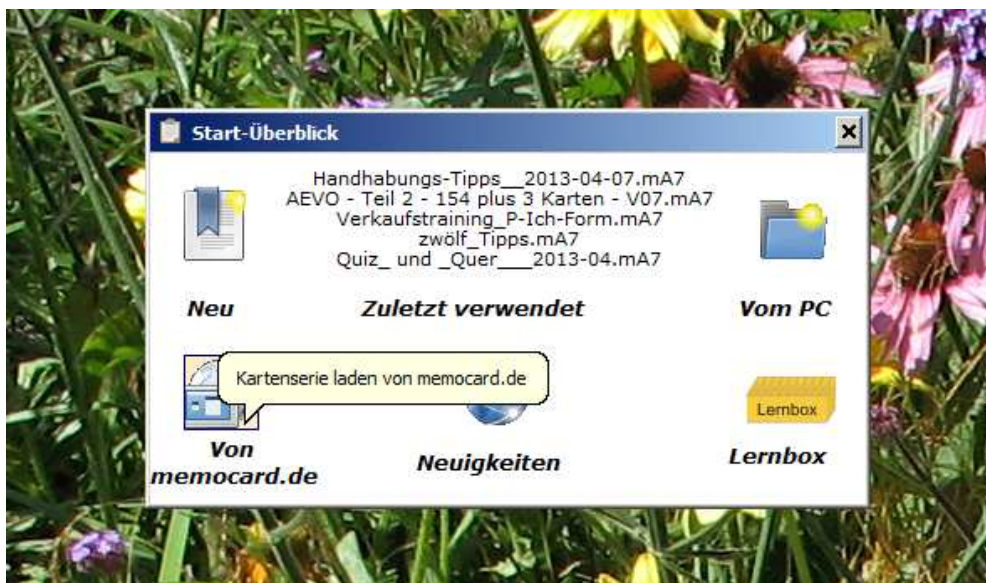 Start-Überblick
Handhabungs-Tipps__2013-04-07.mA7
AEVO - Teil 2 - 154 plus 3 Karten - V07.mA7
Verkaufstraining_P-Ich-Form.mA7
zwölf_Tipps.mA7
Quiz_ und _Quer___2013-04.mA7
Neu
Zuletzt verwendet
Vom PC
Kartenserie laden von memocard.de
Lernbox
Von
memocard.de
Neuigkeiten
Lernbox